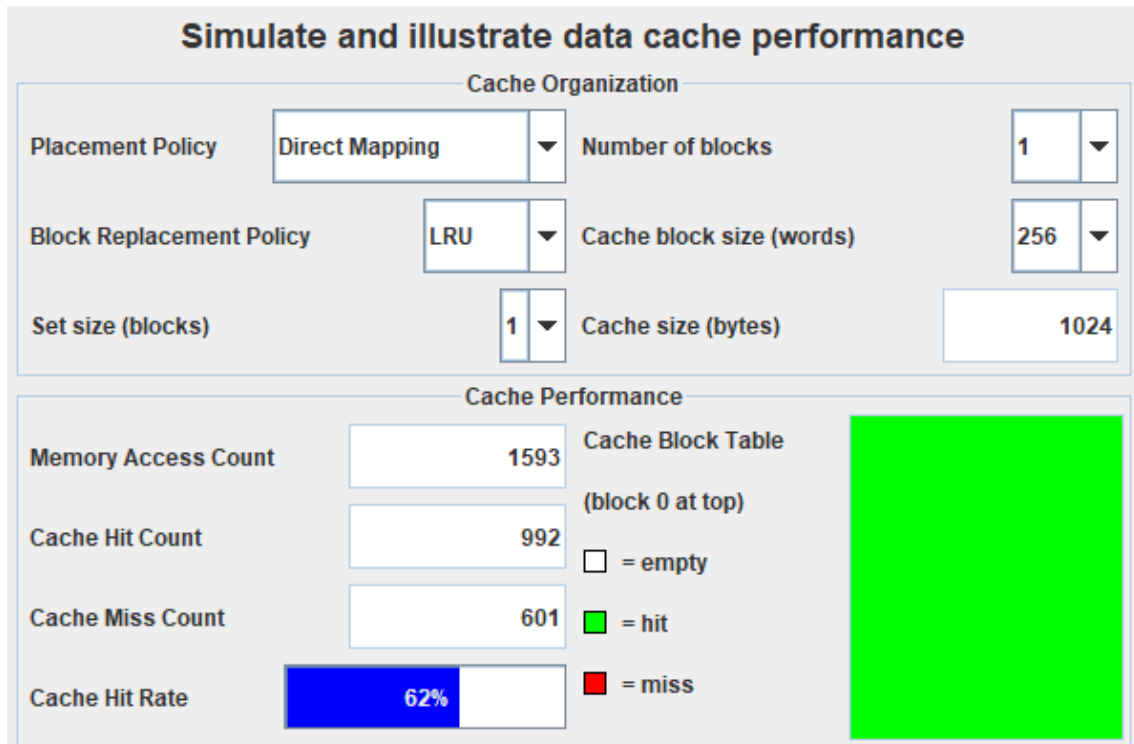 Simulate and illustrate data cache performance
Cache Organization
Placement Policy Direct Mapping Number of blocks 1
Block Replacement Policy LRU Cache block size (words) 256
Set size (blocks) 1 Cache size (bytes) 1024
Cache Performance
Memory Access Count 1593 Cache Block Table
(block 0 at top)
Cache Hit Count 992
= empty
Cache Miss Count 601 = hit
Cache Hit Rate 62% = miss